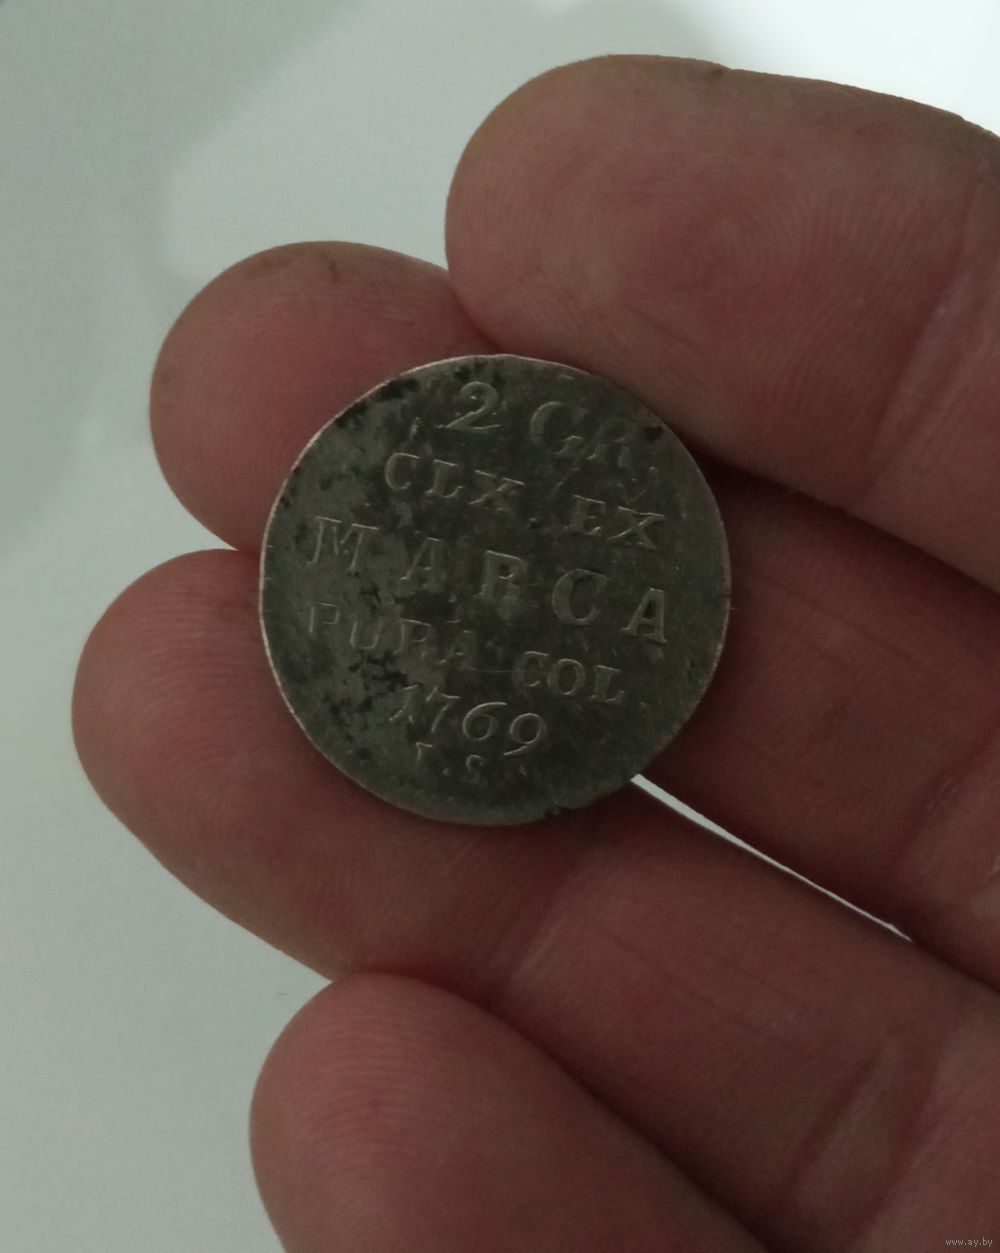 2 GR.
CLX EX
MARCA
PURA COL
1769
I.S.
www.ay.by